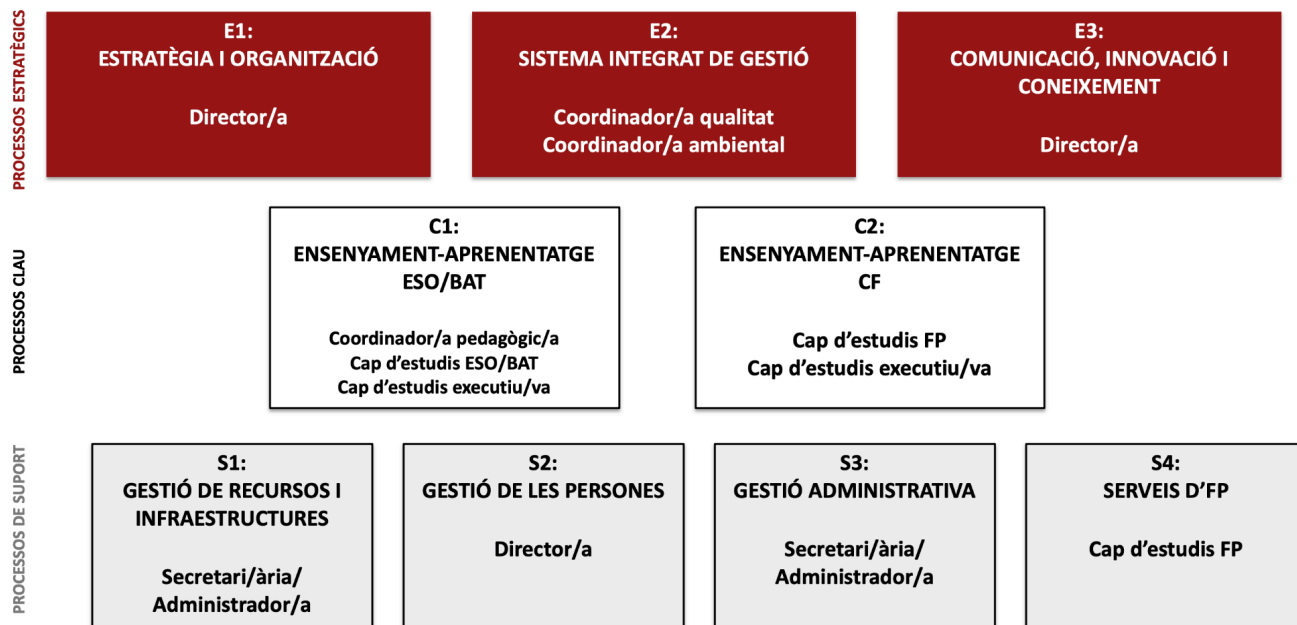 PROCESSOS ESTRATÈGICS
E1:
ESTRATÈGIA I ORGANITZACIÓ
Director/a
E2:
SISTEMA INTEGRAT DE GESTIÓ
Coordinador/a qualitat
Coordinador/a ambiental
E3:
COMUNICACIÓ, INNOVACIÓ I
CONEIXEMENT
Director/a
PROCESSOS CLAU
C1:
ENSENYAMENT-APRENENTATGE
ESO/BAT
Coordinador/a pedagògic/a
Cap d'estudis ESO/BAT
Cap d'estudis executiu/va
C2:
ENSENYAMENT-APRENENTATGE
CF
Cap d'estudis FP
Cap d'estudis executiu/va
PROCESSOS DE SUPORT
S1:
GESTIÓ DE RECURSOS I
INFRAESTRUCTURES
Secretari/ària/
Administrador/a
S2:
GESTIÓ DE LES PERSONES
Director/a
S3:
GESTIÓ ADMINISTRATIVA
Secretari/ària/
Administrador/a
S4:
SERVEIS D'FP
Cap d'estudis FP